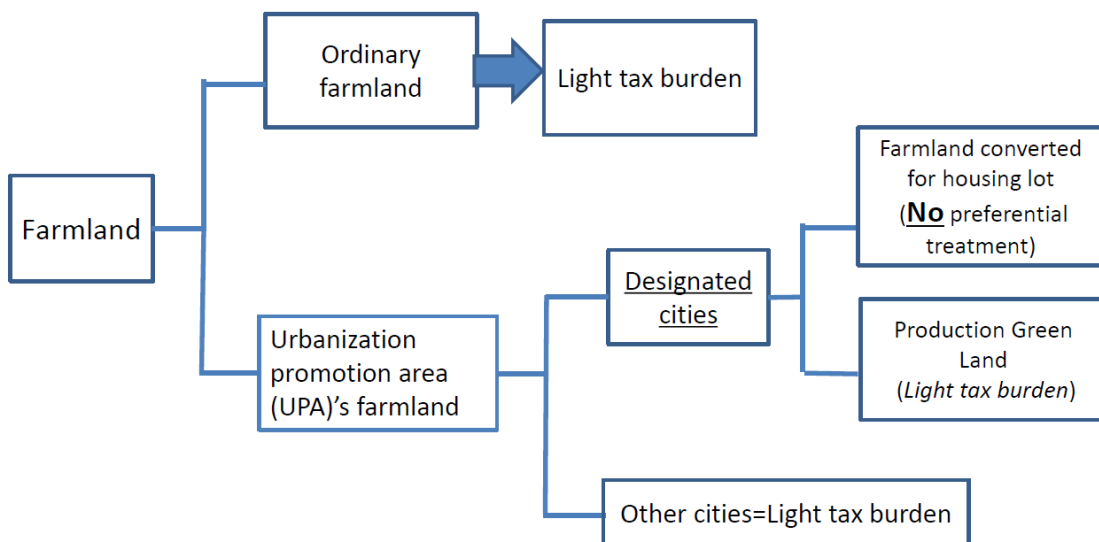 Ordinary
farmland
Light tax burden
Farmland
Farmland converted
for housing lot
(No preferential
treatment)
Designated
cities
Urbanization
promotion area
(UPA)’s farmland
Production Green
Land
(Light tax burden)
Other cities=Light tax burden